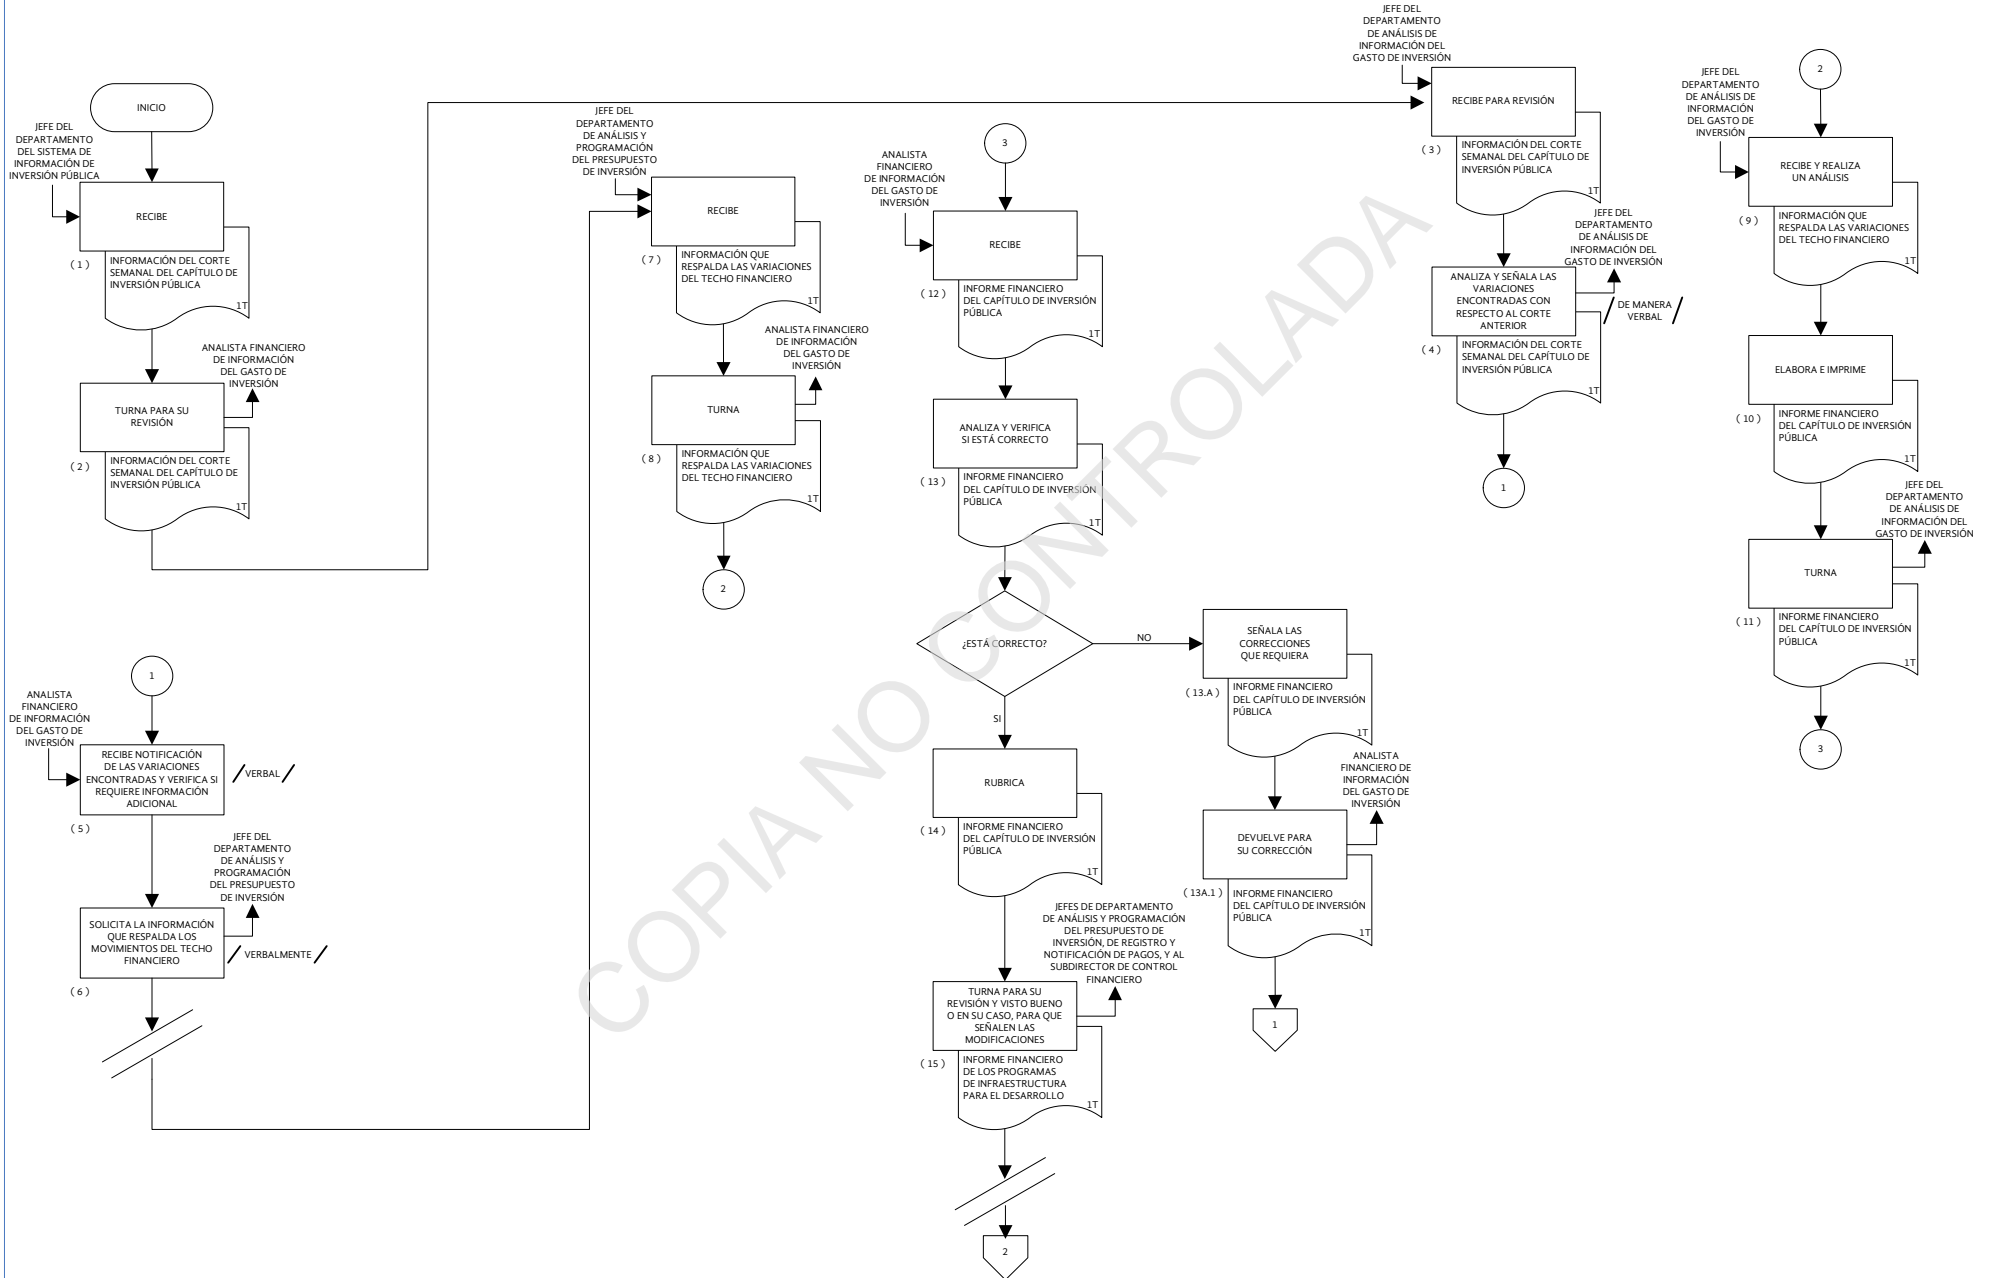 INICIO
JEFE DEL
DEPARTAMENTO
DEL SISTEMA DE
INFORMACIÓN DE
INVERSIÓN PÚBLICA
RECIBE
( 1 )
INFORMACIÓN DEL CORTE
SEMANAL DEL CAPÍTULO DE
INVERSIÓN PÚBLICA
1T
ANALISTA FINANCIERO
DE INFORMACIÓN
DEL GASTO DE
INVERSIÓN
TURNA PARA SU
REVISIÓN
( 2 )
INFORMACIÓN DEL CORTE
SEMANAL DEL CAPÍTULO DE
INVERSIÓN PÚBLICA
1T
1
ANALISTA
FINANCIERO
DE INFORMACIÓN
DEL GASTO DE
INVERSIÓN
RECIBE NOTIFICACIÓN
DE LAS VARIACIONES
ENCONTRADAS Y VERIFICA SI
REQUIERE INFORMACIÓN
ADICIONAL
VERBAL
( 5 )
JEFE DEL
DEPARTAMENTO
DE ANÁLISIS Y
PROGRAMACIÓN
DEL PRESUPUESTO
DE INVERSIÓN
SOLICITA LA INFORMACIÓN
QUE RESPALDA LOS
MOVIMIENTOS DEL TECHO
FINANCIERO
VERBALMENTE
( 6 )
JEFE DEL
DEPARTAMENTO
DE ANÁLISIS Y
PROGRAMACIÓN
DEL PRESUPUESTO
DE INVERSIÓN
RECIBE
( 7 )
INFORMACIÓN QUE
RESPALDA LAS VARIACIONES
DEL TECHO FINANCIERO
1T
ANALISTA FINANCIERO
DE INFORMACIÓN
DEL GASTO DE
INVERSIÓN
TURNA
( 8 )
INFORMACIÓN QUE
RESPALDA LAS VARIACIONES
DEL TECHO FINANCIERO
1T
2
3
ANALISTA
FINANCIERO
DE INFORMACIÓN
DEL GASTO DE
INVERSIÓN
RECIBE
( 12 )
INFORME FINANCIERO
DEL CAPÍTULO DE INVERSIÓN
PÚBLICA
1T
ANALIZA Y VERIFICA
SI ESTÁ CORRECTO
( 13 )
INFORME FINANCIERO
DEL CAPÍTULO DE INVERSIÓN
PÚBLICA
1T
¿ESTÁ CORRECTO?
NO
SI
RUBRICA
( 14 )
INFORME FINANCIERO
DEL CAPÍTULO DE INVERSIÓN
PÚBLICA
1T
JEFES DE DEPARTAMENTO
DE ANÁLISIS Y PROGRAMACIÓN
DEL PRESUPUESTO DE
INVERSIÓN, DE REGISTRO Y
NOTIFICACIÓN DE PAGOS, Y AL
SUBDIRECTOR DE CONTROL
FINANCIERO
TURNA PARA SU
REVISIÓN Y VISTO BUENO
O EN SU CASO, PARA QUE
SEÑALEN LAS
MODIFICACIONES
( 15 )
INFORME FINANCIERO
DE LOS PROGRAMAS
DE INFRAESTRUCTURA
PARA EL DESARROLLO
1T
2
SEÑALA LAS
CORRECCIONES
QUE REQUIERA
( 13.A )
INFORME FINANCIERO
DEL CAPÍTULO DE INVERSIÓN
PÚBLICA
1T
ANALISTA
FINANCIERO DE
INFORMACIÓN
DEL GASTO DE
INVERSIÓN
DEVUELVE PARA
SU CORRECCIÓN
( 13A.1 )
INFORME FINANCIERO
DEL CAPÍTULO DE INVERSIÓN
PÚBLICA
1T
1
JEFE DEL
DEPARTAMENTO
DE ANÁLISIS DE
INFORMACIÓN DEL
GASTO DE INVERSIÓN
RECIBE PARA REVISIÓN
( 3 )
INFORMACIÓN DEL CORTE
SEMANAL DEL CAPÍTULO DE
INVERSIÓN PÚBLICA
1T
JEFE DEL
DEPARTAMENTO
DE ANÁLISIS DE
INFORMACIÓN DEL
GASTO DE INVERSIÓN
ANALIZA Y SEÑALA LAS
VARIACIONES
ENCONTRADAS CON
RESPECTO AL CORTE
ANTERIOR
DE MANERA
VERBAL
( 4 )
INFORMACIÓN DEL CORTE
SEMANAL DEL CAPÍTULO DE
INVERSIÓN PÚBLICA
1T
1
2
JEFE DEL
DEPARTAMENTO
DE ANÁLISIS DE
INFORMACIÓN
DEL GASTO DE
INVERSIÓN
RECIBE Y REALIZA
UN ANÁLISIS
( 9 )
INFORMACIÓN QUE
RESPALDA LAS VARIACIONES
DEL TECHO FINANCIERO
1T
ELABORA E IMPRIME
( 10 )
INFORME FINANCIERO
DEL CAPÍTULO DE INVERSIÓN
PÚBLICA
1T
JEFE DEL
DEPARTAMENTO
DE ANÁLISIS DE
INFORMACIÓN DEL
GASTO DE INVERSIÓN
TURNA
( 11 )
INFORME FINANCIERO
DEL CAPÍTULO DE INVERSIÓN
PÚBLICA
1T
3
COPIA NO CONTROLADA